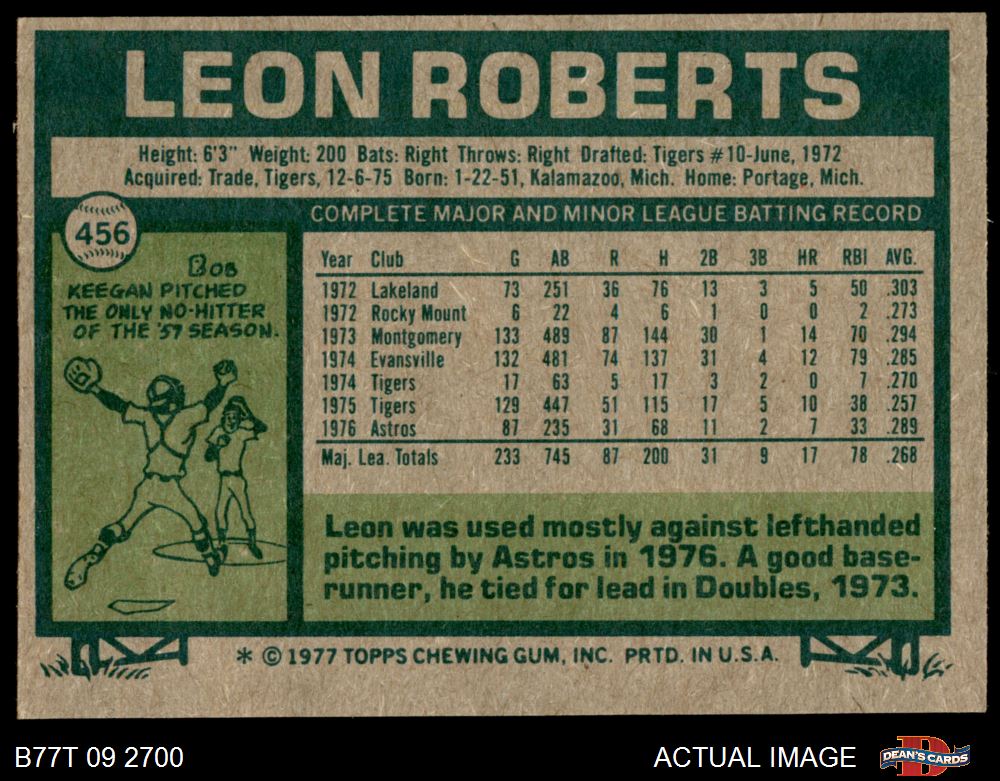 LEON ROBERTS
Height: 6'3" Weight: 200 Bats: Right Throws: Right Drafted: Tigers #10-June, 1972
Acquired: Trade, Tigers, 12-6-75 Born: 1-22-51, Kalamazoo, Mich. Home: Portage, Mich.
456
BOB
KEEGAN PITCHED
THE ONLY NO-HITTER
OF THE '57 SEASON.
COMPLETE MAJOR AND MINOR LEAGUE BATTING RECORD
Year Club G AB R H 2B 3B HR RBI AVG.
1972 Lakeland 73 251 36 76 13 3 5 50 .303
1972 Rocky Mount 6 22 4 6 1 0 0 2 .273
1973 Montgomery 133 489 87 144 30 1 14 70 .294
1974 Evansville 132 481 74 137 31 4 12 79 .285
1974 Tigers 17 63 5 17 3 2 0 7 .270
1975 Tigers 129 447 51 115 17 5 10 38 .257
1976 Astros 87 235 31 68 11 2 7 33 .289
Maj. Lea. Totals 233 745 87 200 31 9 17 78 .268
Leon was used mostly against lefthanded
pitching by Astros in 1976. A good base-
runner, he tied for lead in Doubles, 1973.
* © 1977 TOPPS CHEWING GUM, INC. PRTD. IN U.S.A.
B77T 09 2700
ACTUAL IMAGE
DEAN'S CARDS